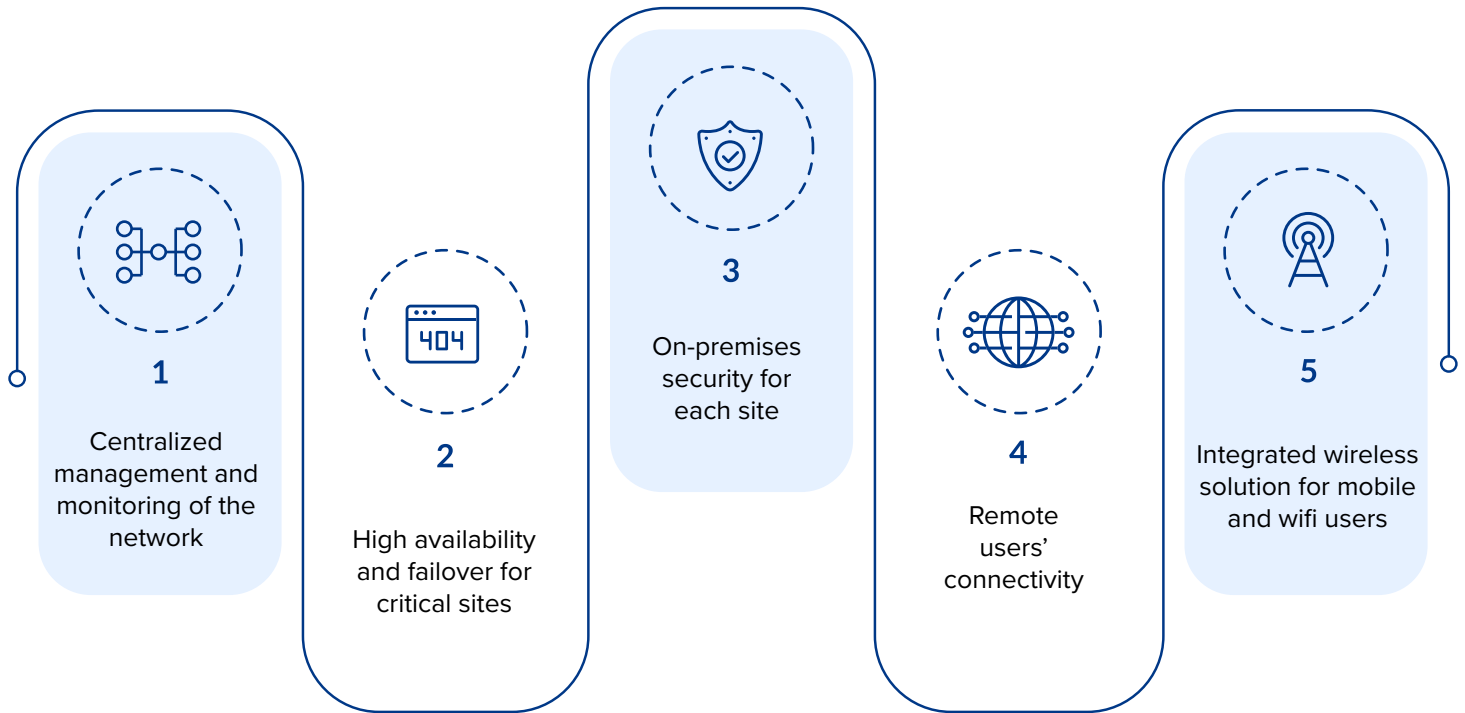 1
Centralized
management and
monitoring of the
network
404
2
High availability
and failover for
critical sites
3
On-premises
security for
each site
4
Remote
users’
connectivity
5
Integrated wireless
solution for mobile
and wifi users